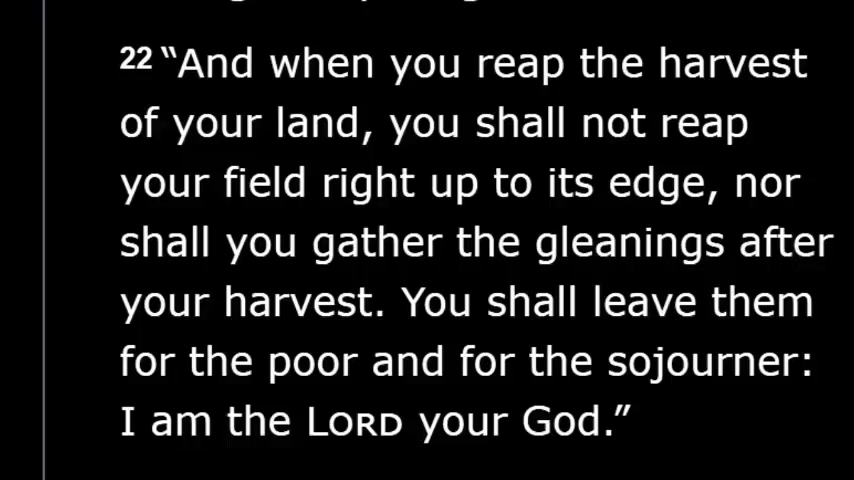 22 “And when you reap the harvest
of your land, you shall not reap
your field right up to its edge, nor
shall you gather the gleanings after
your harvest. You shall leave them
for the poor and for the sojourner:
I am the LORD your God.”